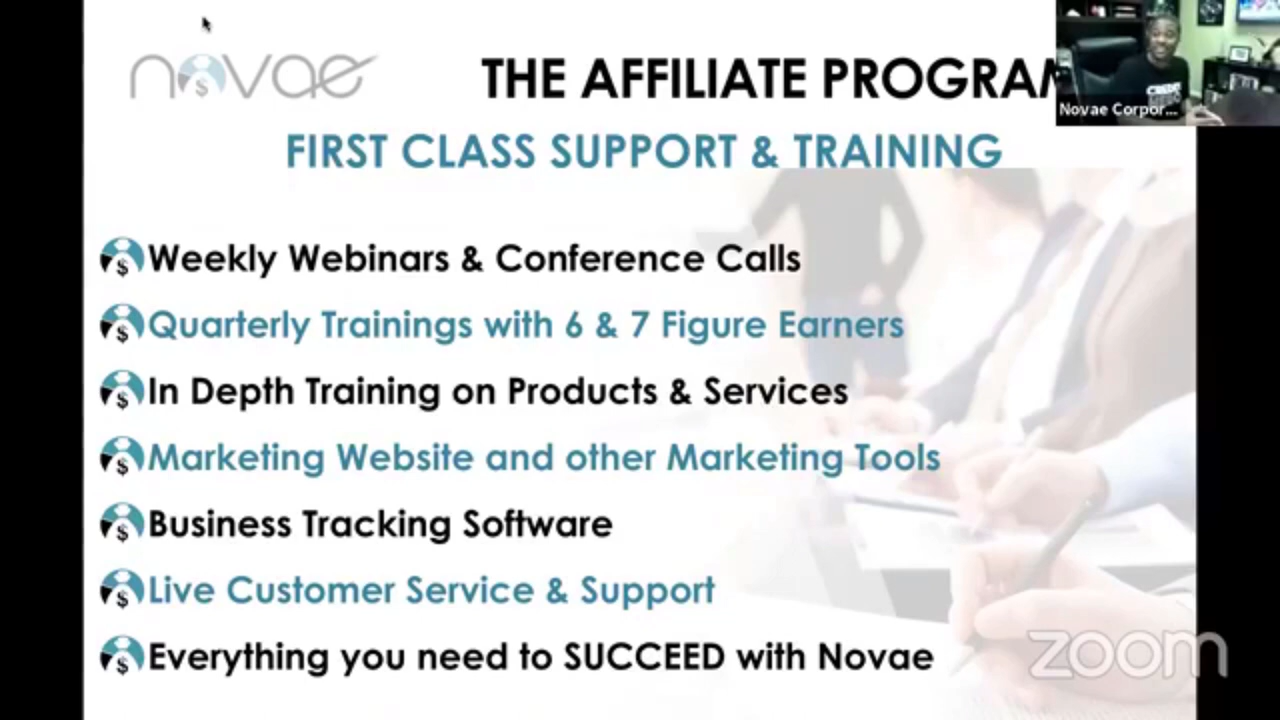 novae
THE AFFILIATE PROGRAM
Novae Corpor...
FIRST CLASS SUPPORT & TRAINING
Weekly Webinars & Conference Calls
Quarterly Trainings with 6 & 7 Figure Earners
In Depth Training on Products & Services
Marketing Website and other Marketing Tools
Business Tracking Software
Live Customer Service & Support
Everything you need to SUCCEED with Novae
zoom